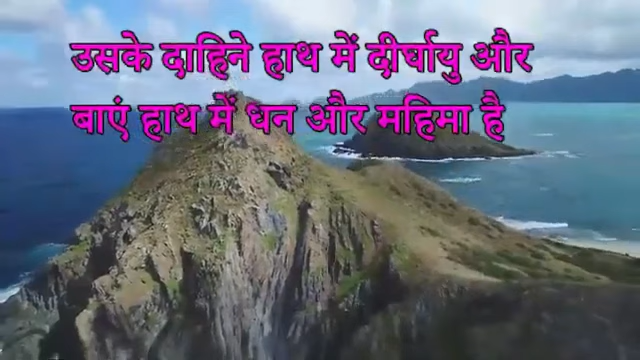 उसके दाहिने हाथ में दीर्घायु और
बाएं हाथ में धन और महिमा है